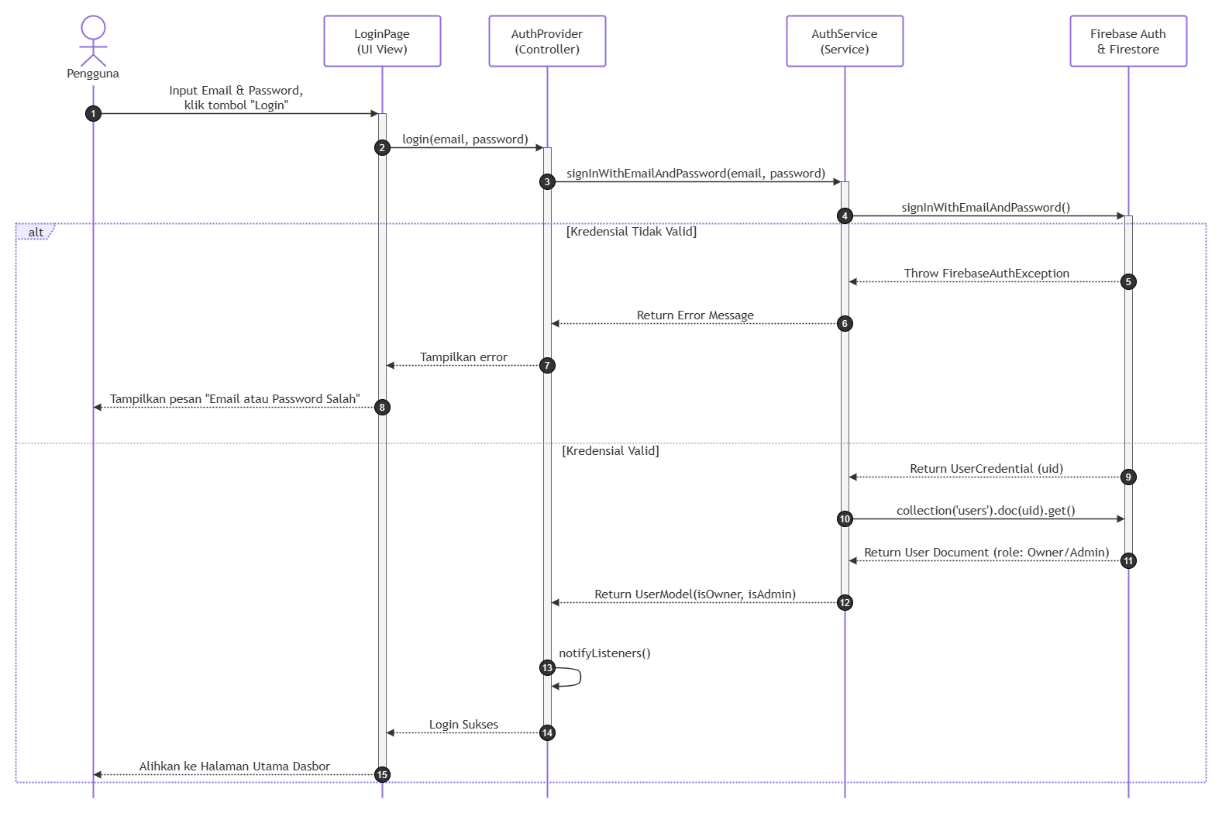 Pengguna
LoginPage
(UI View)
AuthProvider
(Controller)
AuthService
(Service)
Firebase Auth
& Firestore
Input Email & Password,
klik tombol "Login"
1
login(email, password)
2
signInWithEmailAndPassword(email, password)
3
signInWithEmailAndPassword()
4
alt
[Kredensial Tidak Valid]
Throw FirebaseAuthException
5
Return Error Message
6
Tampilkan error
7
Tampilkan pesan "Email atau Password Salah"
8
[Kredensial Valid]
Return UserCredential (uid)
9
collection('users').doc(uid).get()
10
Return User Document (role: Owner/Admin)
11
Return UserModel(isOwner, isAdmin)
12
notifyListeners()
13
Login Sukses
14
Alihkan ke Halaman Utama Dasbor
15